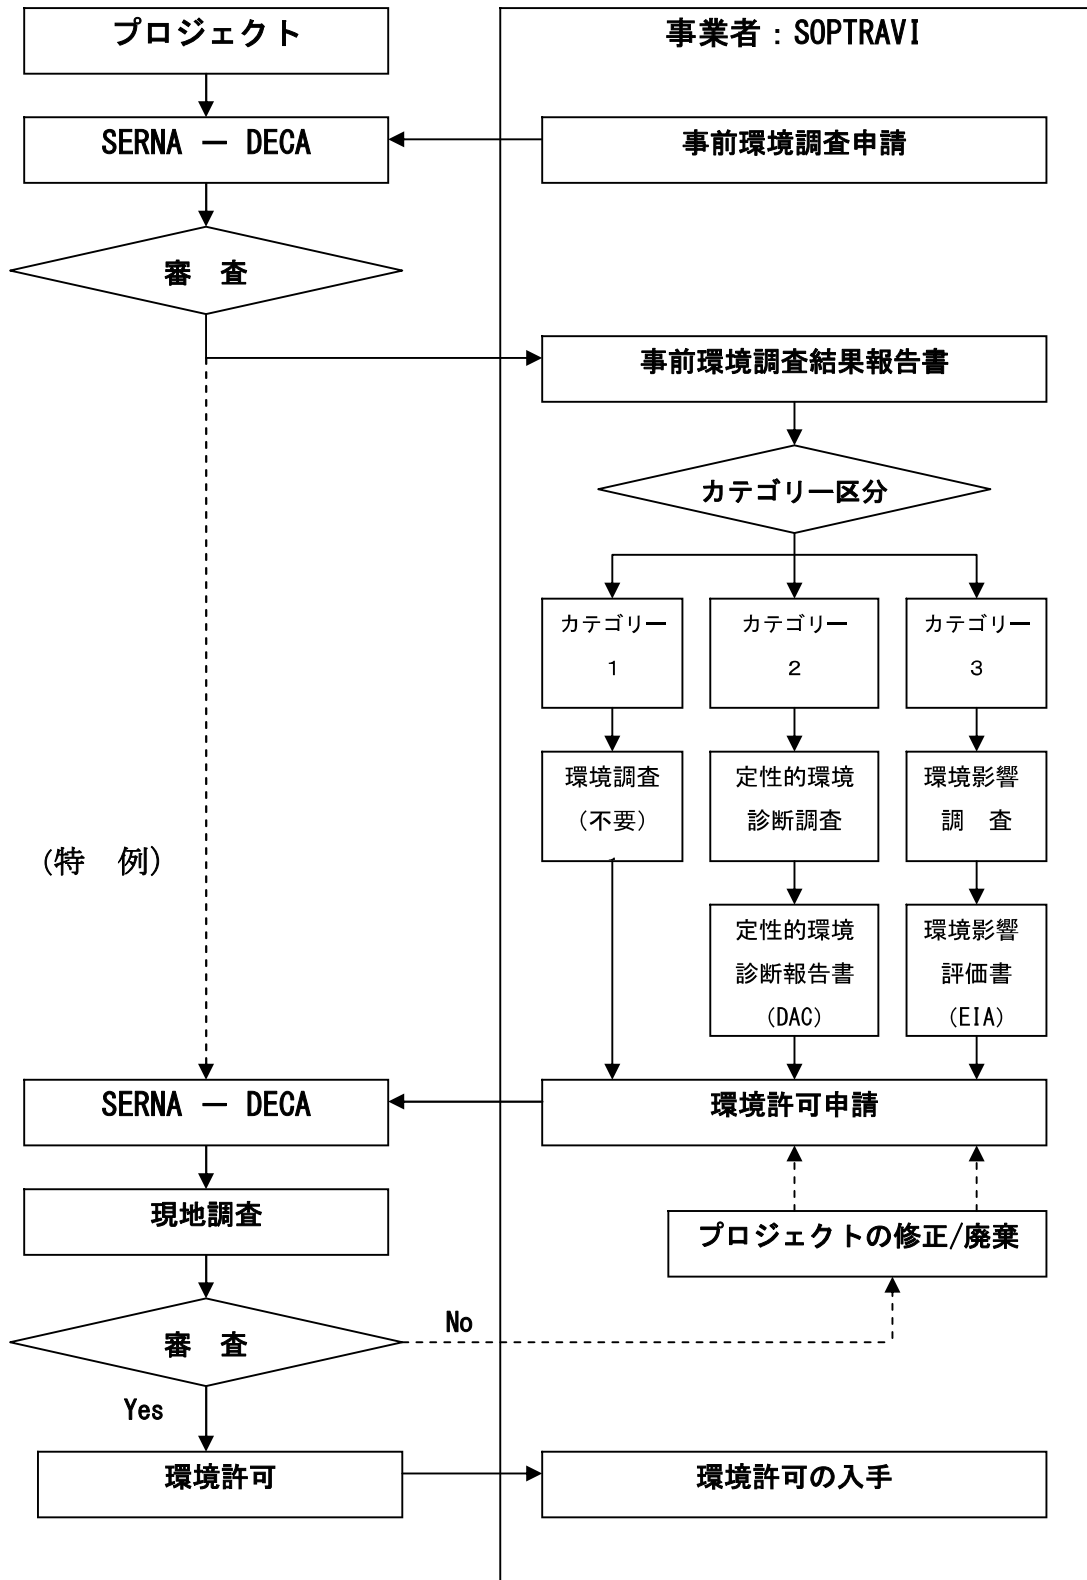 プロジェクト
事業者：SOPTRAVI
SERNA － DECA
事前環境調査申請
審　査
事前環境調査結果報告書
カテゴリー区分
カテゴリー
1
カテゴリー
2
カテゴリー
3
環境調査
（不要）
定性的環境
診断調査
環境影響
調　査
(特　例)
定性的環境
診断報告書
（DAC）
環境影響
評価書
（EIA）
SERNA － DECA
環境許可申請
現地調査
プロジェクトの修正/廃棄
審　査
No
Yes
環境許可
環境許可の入手